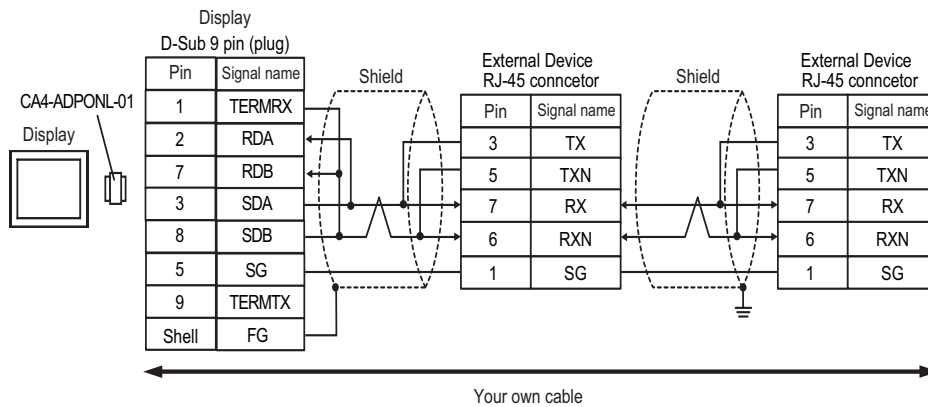 Display
D-Sub 9 pin (plug)
Pin Signal name
1 TERMRX
2 RDA
7 RDB
3 SDA
8 SDB
5 SG
9 TERMTX
Shell FG
CA4-ADPONL-01
Display
Shield
External Device
RJ-45 conncetor
Pin Signal name
3 TX
5 TXN
7 RX
6 RXN
1 SG
Shield
External Device
RJ-45 conncetor
Pin Signal name
3 TX
5 TXN
7 RX
6 RXN
1 SG
Your own cable